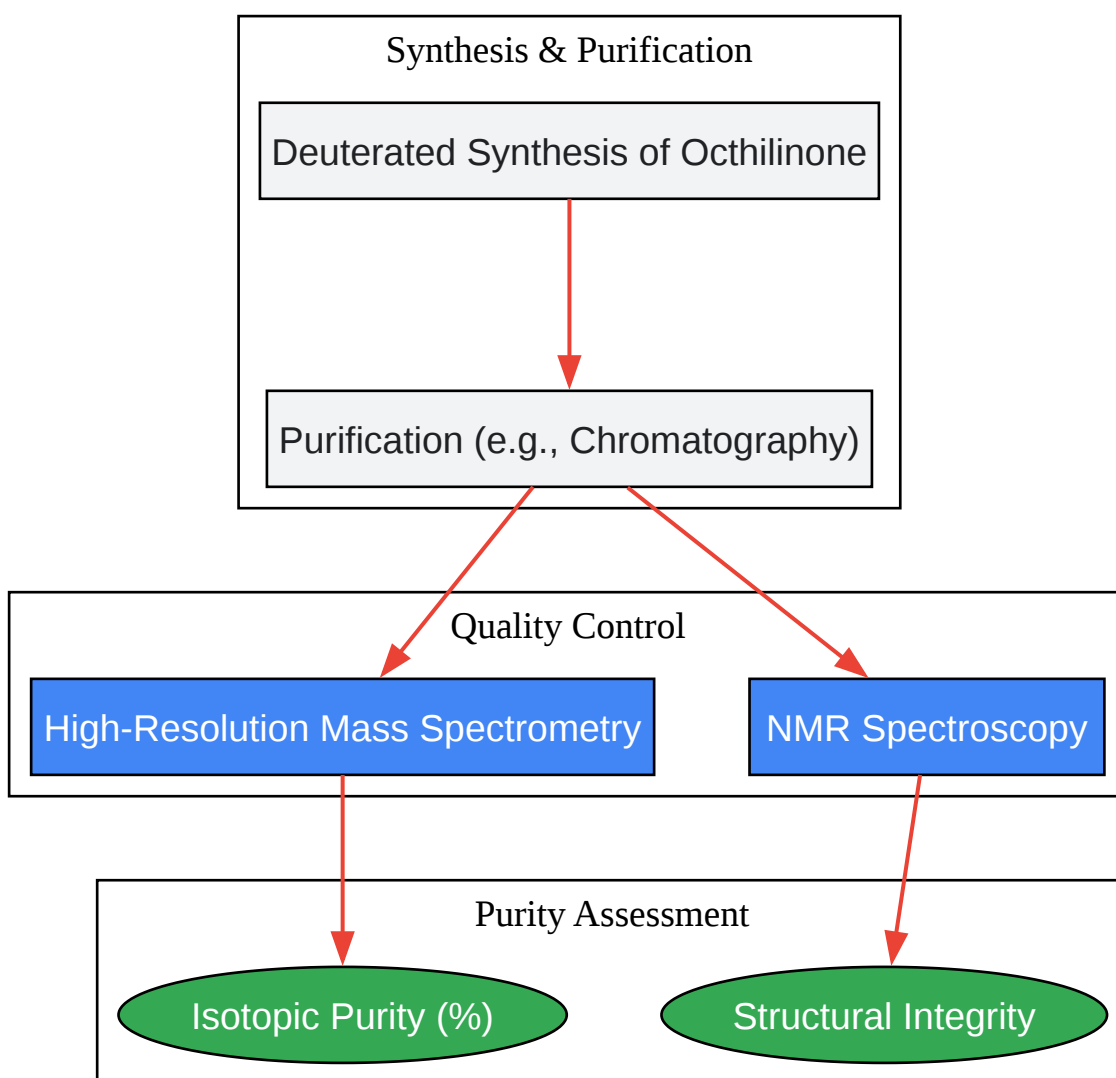 Synthesis & Purification
Deuterated Synthesis of Octhilinone
Purification (e.g., Chromatography)
Quality Control
High-Resolution Mass Spectrometry
NMR Spectroscopy
Purity Assessment
Isotopic Purity (%)
Structural Integrity